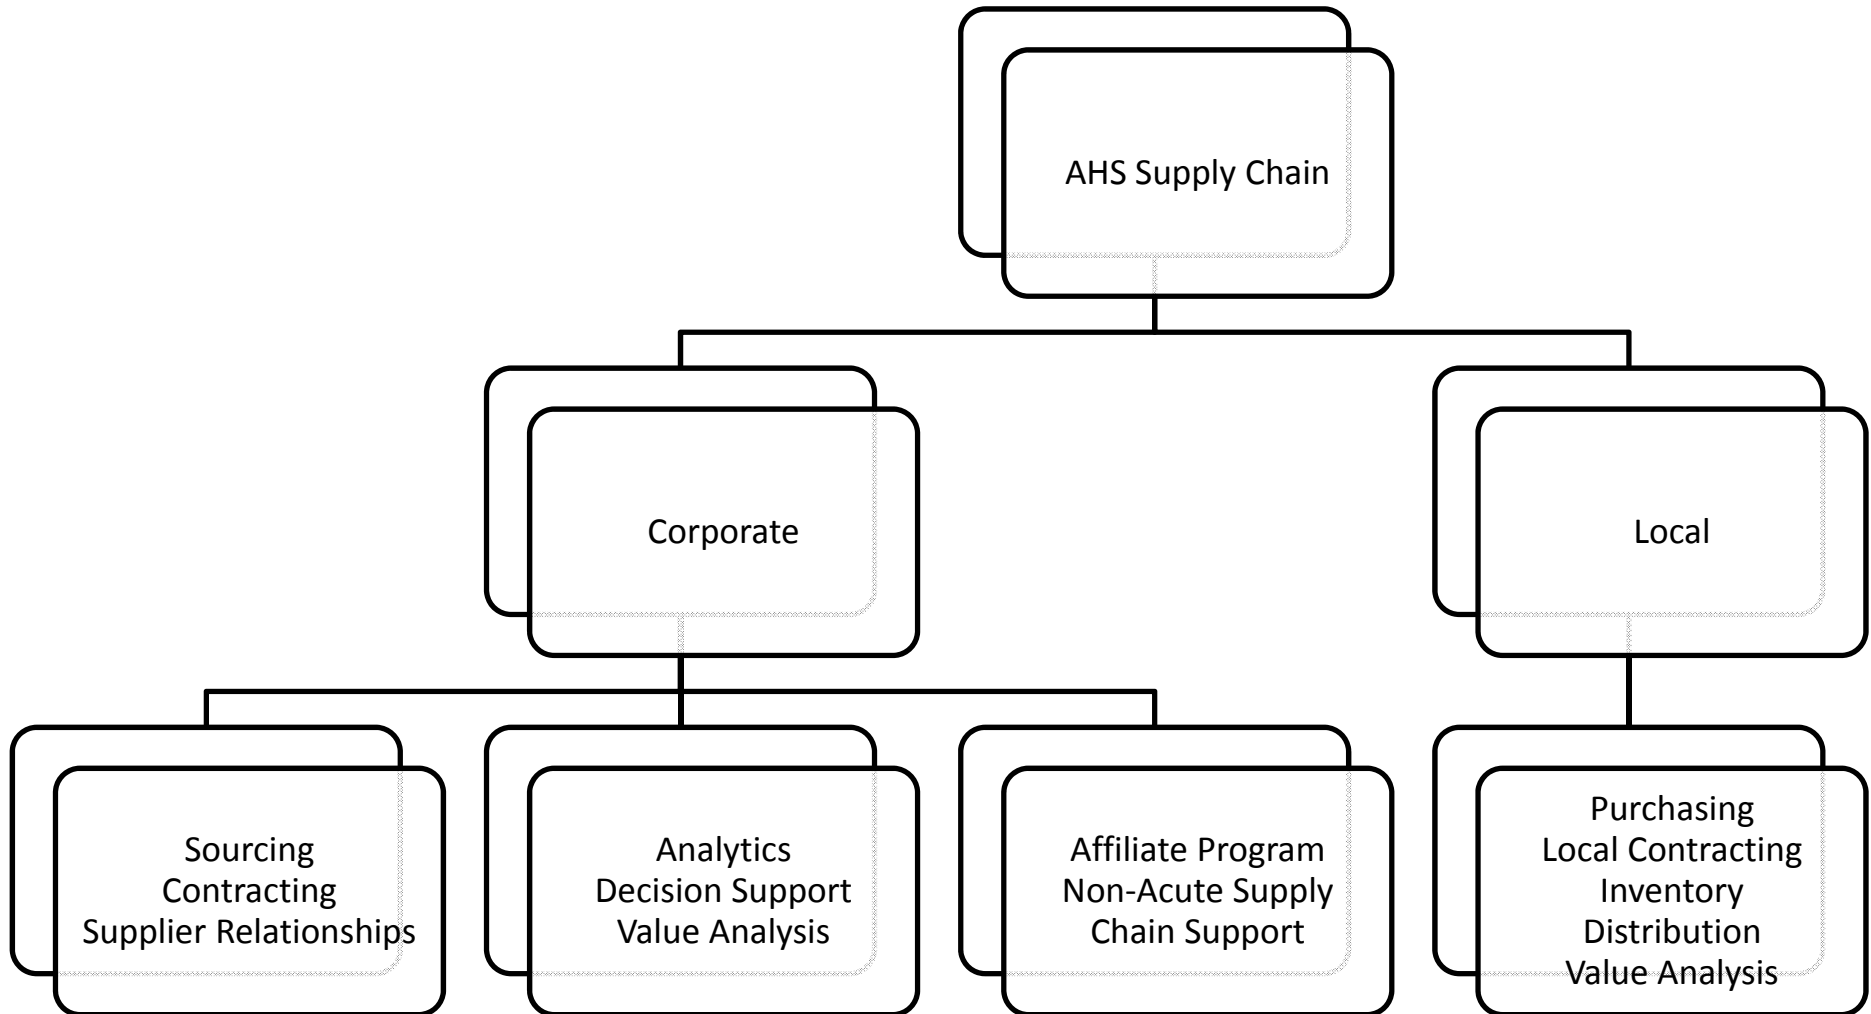 AHS Supply Chain
Corporate
Local
Sourcing
Contracting
Supplier Relationships
Analytics
Decision Support
Value Analysis
Affiliate Program
Non-Acute Supply
Chain Support
Purchasing
Local Contracting
Inventory
Distribution
Value Analysis